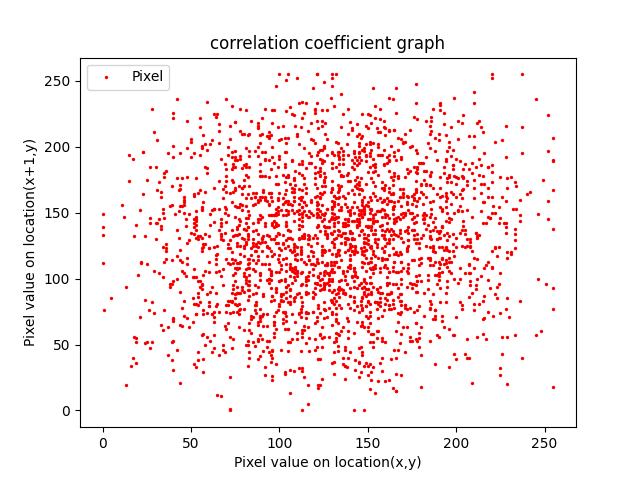 correlation coefficient graph
Pixel
250
200
150
100
50
0
Pixel value on location(x+1,y)
0 50 100 150 200 250
Pixel value on location(x,y)